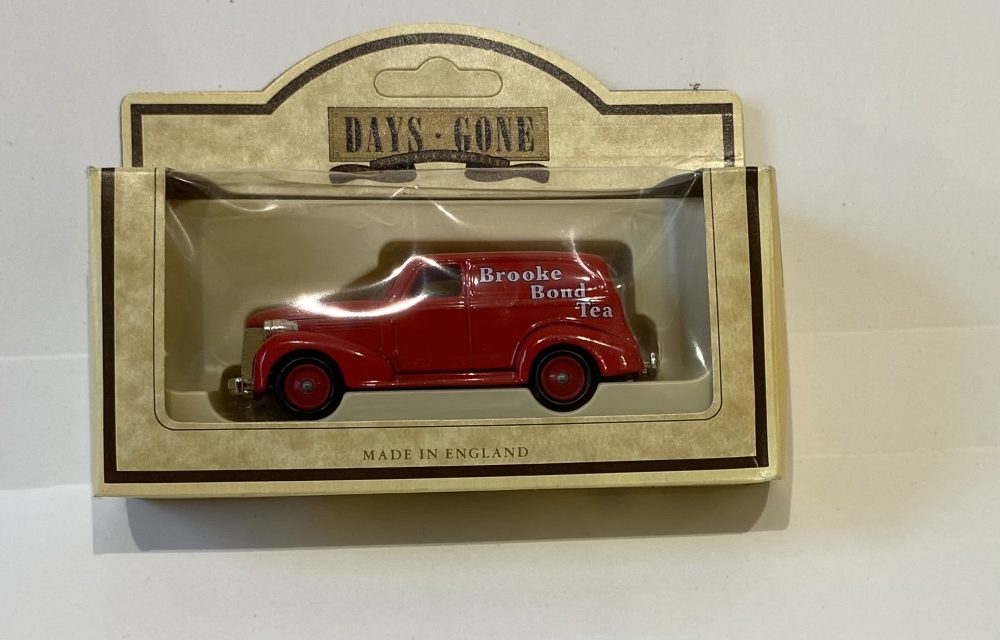 DAYS · GONE
Brooke
Bond
Tea
MADE IN ENGLAND